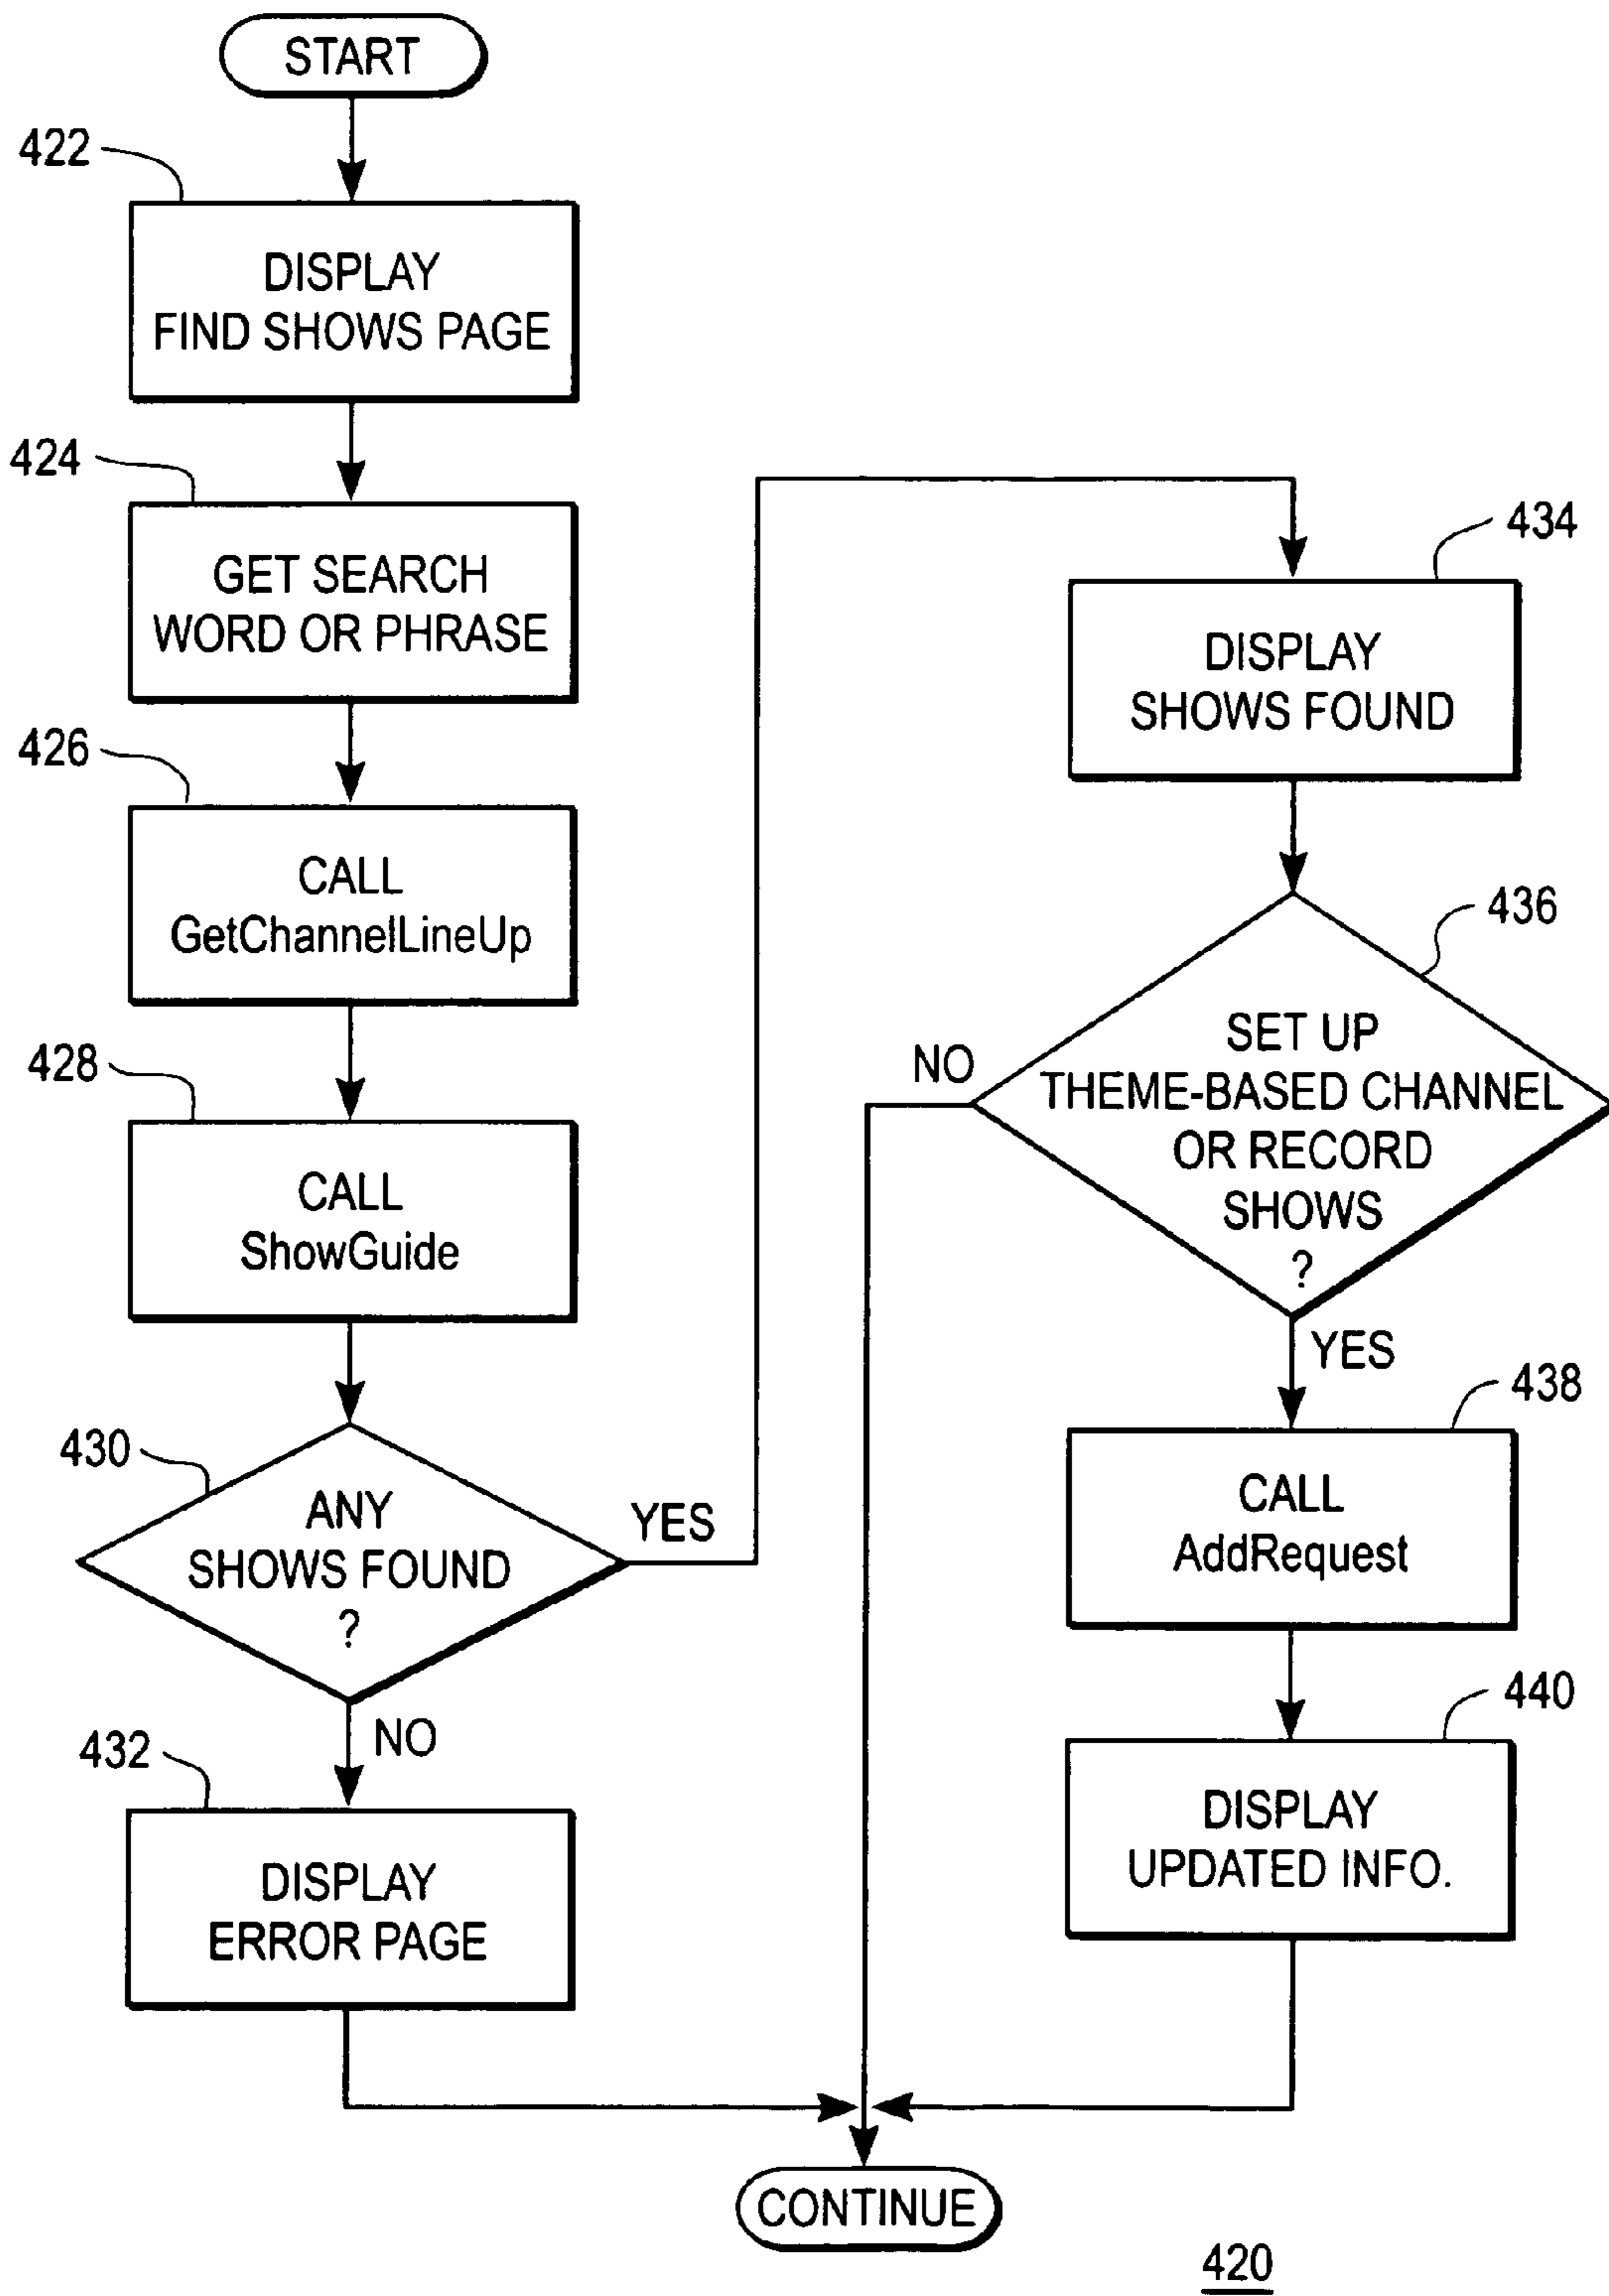 START
422
DISPLAY
FIND SHOWS PAGE
424
GET SEARCH
WORD OR PHRASE
426
CALL
GetChannelLineUp
428
CALL
ShowGuide
430
ANY
SHOWS FOUND
?
YES
NO
432
DISPLAY
ERROR PAGE
434
DISPLAY
SHOWS FOUND
436
SET UP
THEME-BASED CHANNEL
OR RECORD
SHOWS
?
NO
YES
438
CALL
AddRequest
440
DISPLAY
UPDATED INFO.
CONTINUE
420